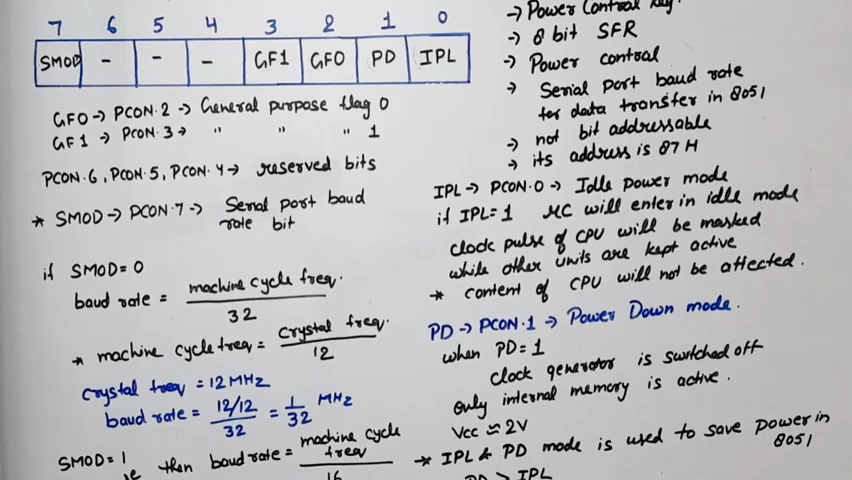 7 6 5 4 3 2 1 0
SMOD - - - GF1 GF0 PD IPL
GF0 → PCON.2 → General purpose flag 0
GF1 → PCON.3 → " " " 1
PCON.6, PCON.5, PCON.4 → reserved bits
* SMOD → PCON.7 → Serial Port baud
rate bit
if SMOD = 0
baud rate = machine cycle freq.
32
* machine cycle freq = crystal freq.
12
crystal freq = 12 MHz
baud rate = 12/12 = 1 MHz
32 32
SMOD = 1
then baud rate = machine cycle
freq
16
→ Power Control
→ 8 bit SFR
→ Power control
→ Serial Port baud rate
for data transfer in 8051
→ not bit addressable
→ its address is 87 H
IPL → PCON.0 → Idle power mode
if IPL = 1 MC will enter in idle mode
clock pulse of CPU will be masked
while other units are kept active
* content of CPU will not be affected.
PD → PCON.1 → Power Down mode.
when PD = 1
clock generator is switched off
only internal memory is active.
Vcc ≃ 2V
* IPL & PD mode is used to save power in
8051
PD > IPL